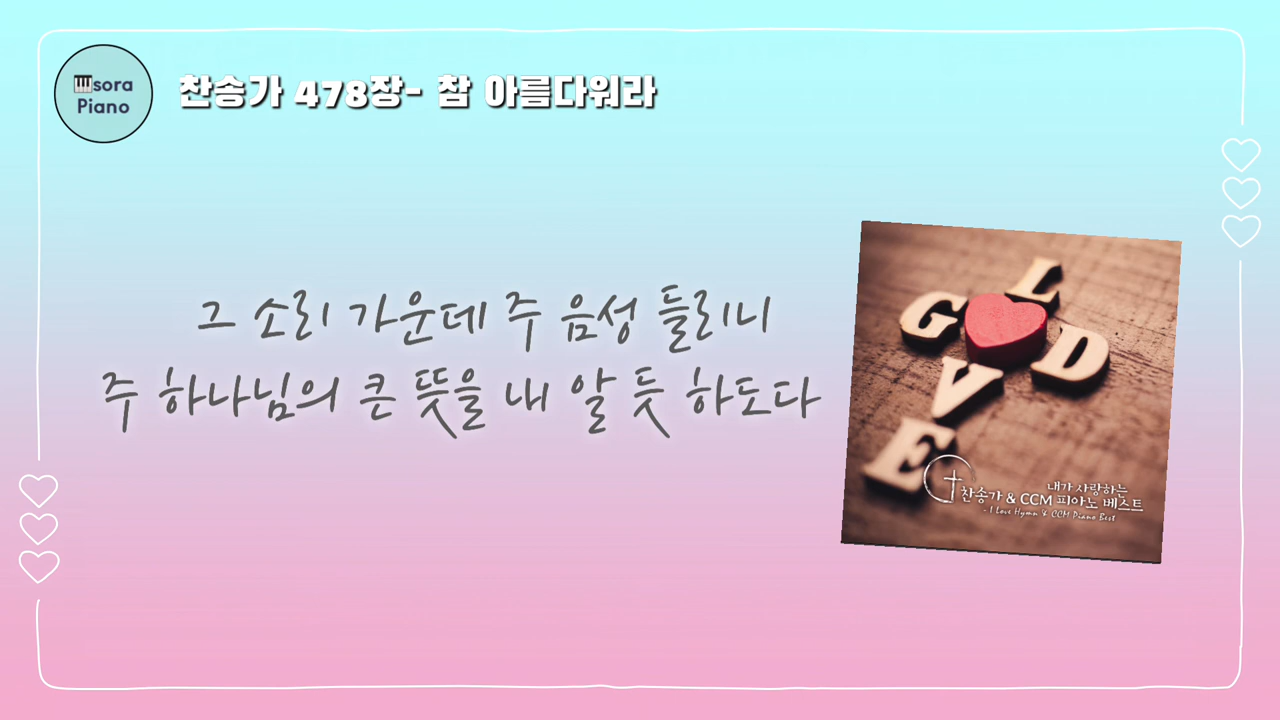 sora
Piano
찬송가 478장- 참 아름다워라
그 소리 가운데 주 음성 들리니
주 하나님의 큰 뜻을 내 알 듯 하도다
L
G D
V
E
내가 사랑하는
찬송가 & CCM 피아노 베스트
- I Love Hymn & CCM Piano Best